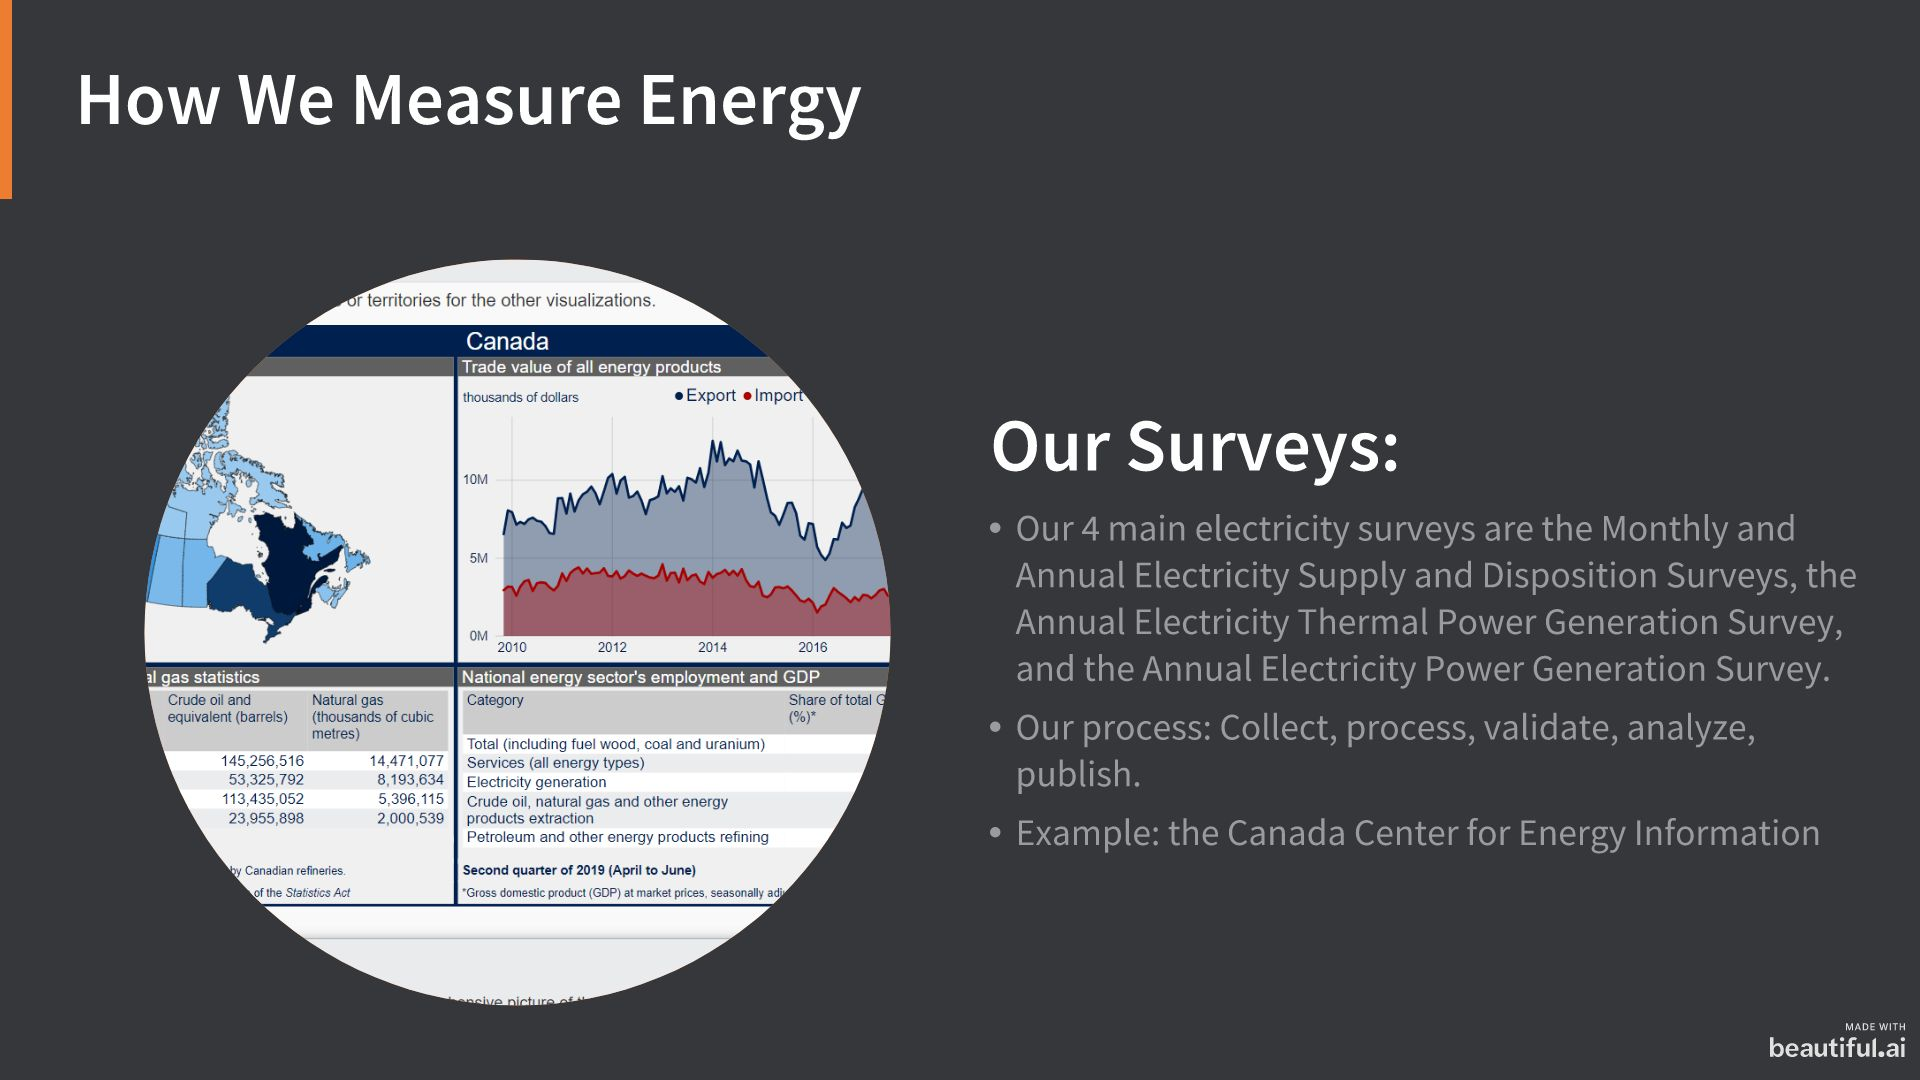 How We Measure Energy
or territories for the other visualizations.
Canada
Trade value of all energy products
thousands of dollars
Export Import
10M
5M
0M
2010 2012 2014 2016
gas statistics
Crude oil and equivalent (barrels)
Natural gas (thousands of cubic metres)
145,256,516 14,471,077
53,325,792 8,193,634
113,435,052 5,396,115
23,955,898 2,000,539
by Canadian refineries.
of the Statistics Act
National energy sector's employment and GDP
Category
Share of total
(%)*
Total (including fuel wood, coal and uranium)
Services (all energy types)
Electricity generation
Crude oil, natural gas and other energy
products extraction
Petroleum and other energy products refining
Second quarter of 2019 (April to June)
*Gross domestic product (GDP) at market prices, seasonally
picture of
Our Surveys:
• Our 4 main electricity surveys are the Monthly and
Annual Electricity Supply and Disposition Surveys, the
Annual Electricity Thermal Power Generation Survey,
and the Annual Electricity Power Generation Survey.
• Our process: Collect, process, validate, analyze,
publish.
• Example: the Canada Center for Energy Information
MADE WITH
beautiful.ai